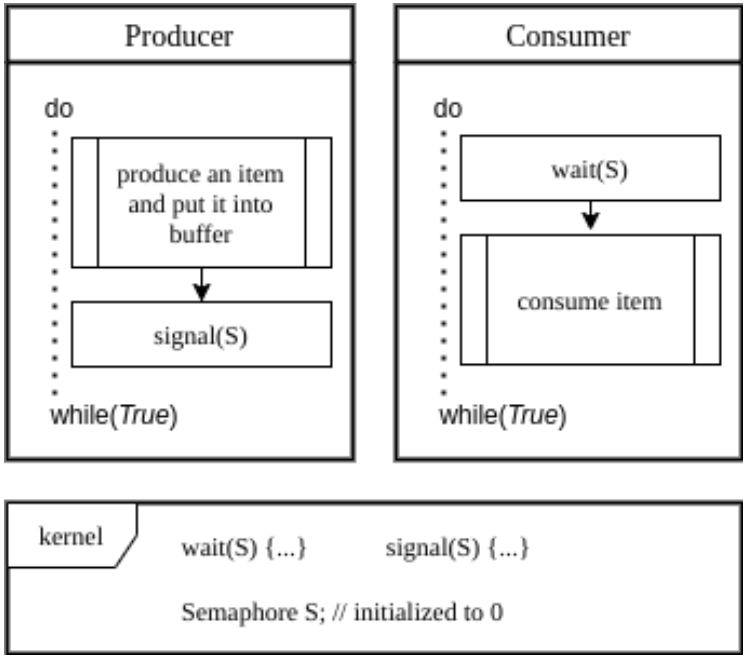 Producer
do
produce an item
and put it into
buffer
signal(S)
while(True)
Consumer
do
wait(S)
consume item
while(True)
kernel
wait(S) {...}
signal(S) {...}
Semaphore S; // initialized to 0